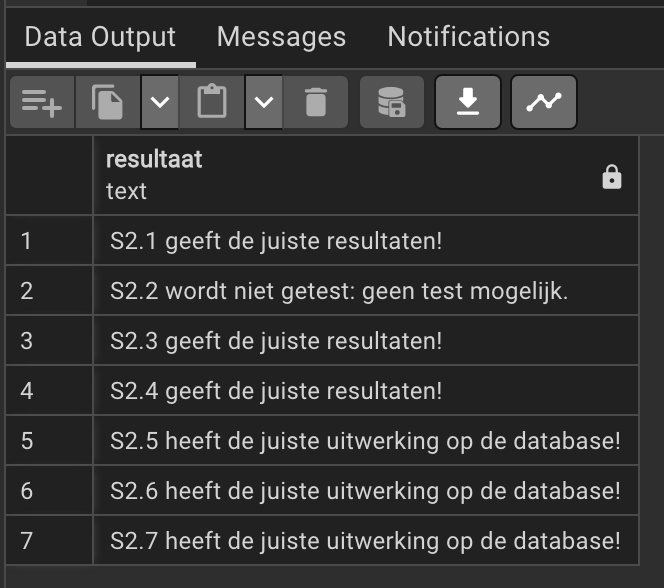 Data Output Messages Notifications
resultaat
text
1 S2.1 geeft de juiste resultaten!
2 S2.2 wordt niet getest: geen test mogelijk.
3 S2.3 geeft de juiste resultaten!
4 S2.4 geeft de juiste resultaten!
5 S2.5 heeft de juiste uitwerking op de database!
6 S2.6 heeft de juiste uitwerking op de database!
7 S2.7 heeft de juiste uitwerking op de database!